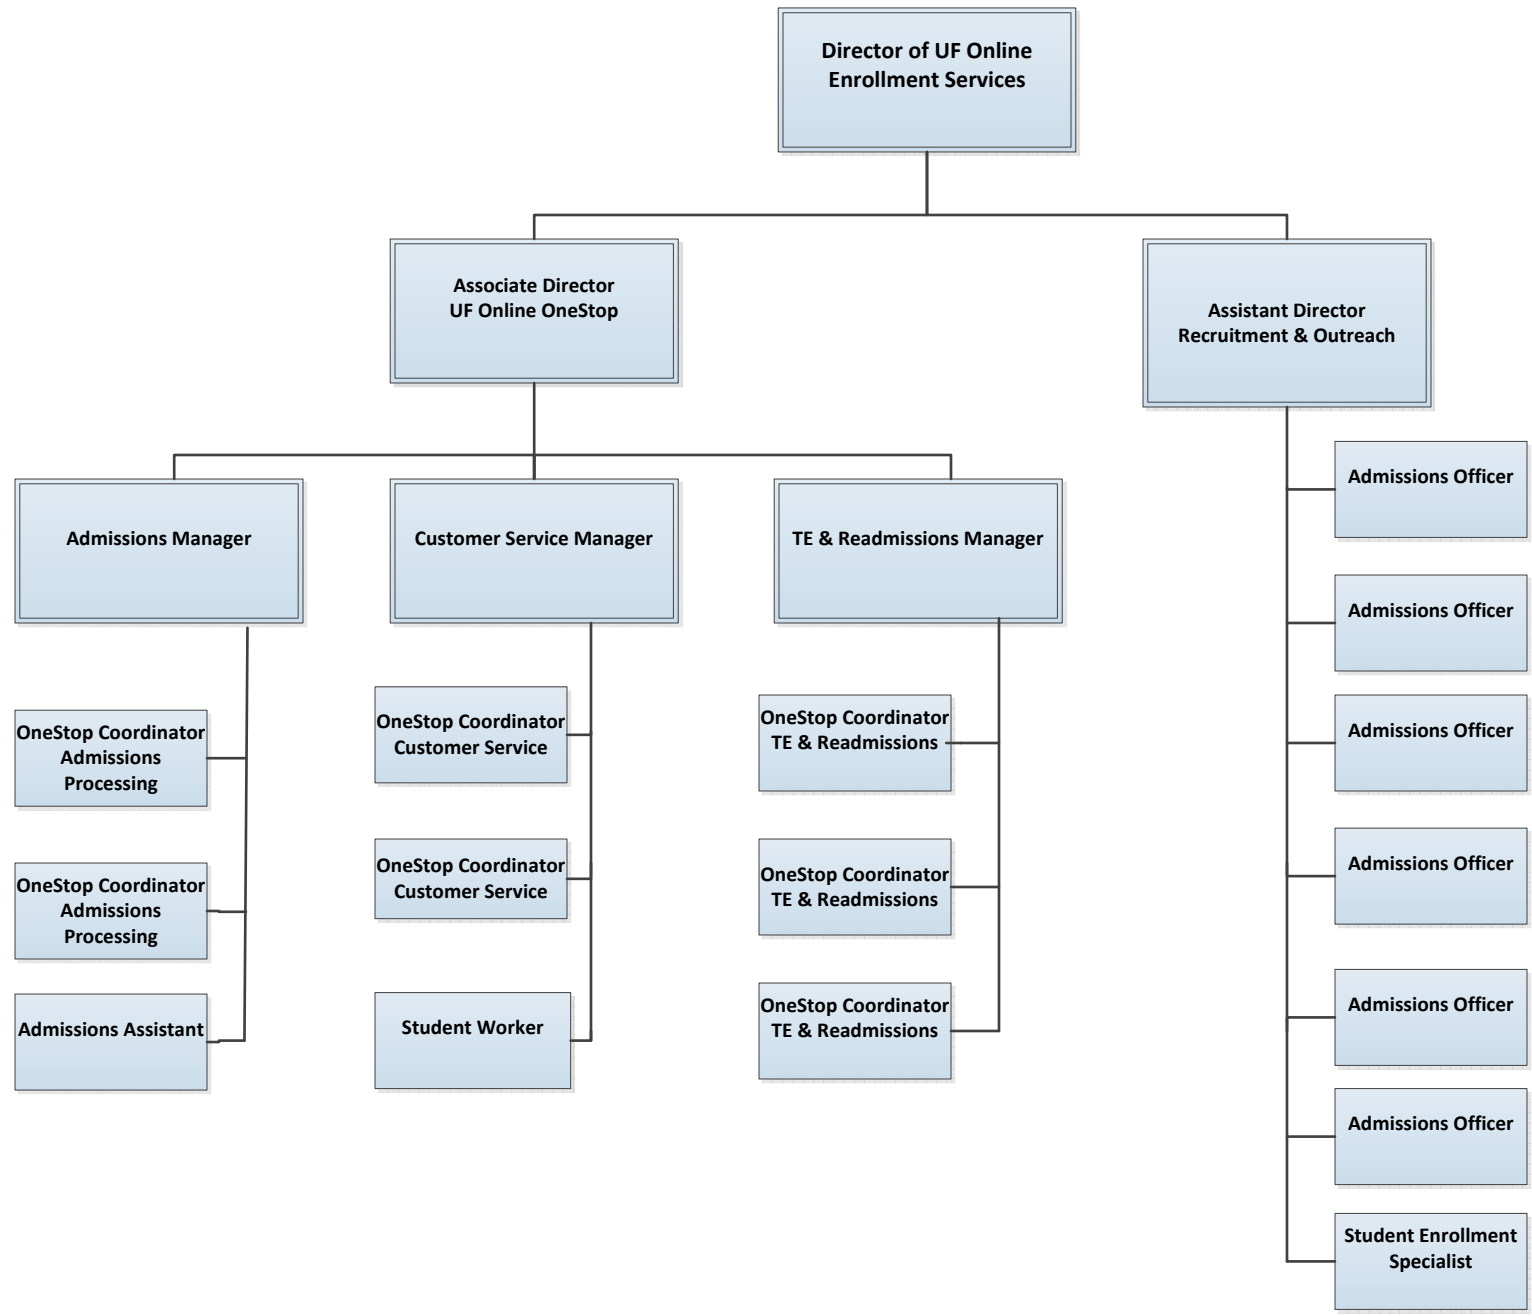 Director of UF Online
Enrollment Services
Associate Director
UF Online OneStop
Assistant Director
Recruitment & Outreach
Admissions Manager
Customer Service Manager
TE & Readmissions Manager
OneStop Coordinator
Admissions
Processing
OneStop Coordinator
Admissions
Processing
Admissions Assistant
OneStop Coordinator
Customer Service
OneStop Coordinator
Customer Service
Student Worker
OneStop Coordinator
TE & Readmissions
OneStop Coordinator
TE & Readmissions
OneStop Coordinator
TE & Readmissions
Admissions Officer
Admissions Officer
Admissions Officer
Admissions Officer
Admissions Officer
Admissions Officer
Student Enrollment
Specialist